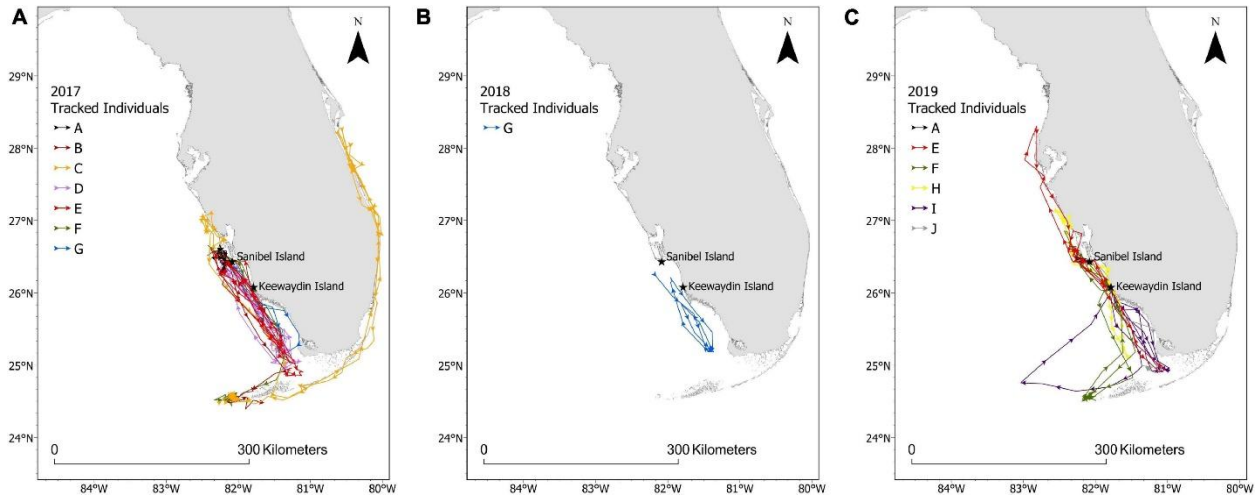 A
N
29°N
28°N
27°N
26°N
25°N
24°N
2017
Tracked Individuals
A
B
C
D
E
F
G
Sanibel Island
Keewaydin Island
0
300 Kilometers
84°W
83°W
82°W
81°W
80°W
B
N
29°N
28°N
27°N
26°N
25°N
24°N
2018
Tracked Individuals
G
Sanibel Island
Keewaydin Island
0
300 Kilometers
84°W
83°W
82°W
81°W
80°W
C
N
29°N
28°N
27°N
26°N
25°N
24°N
2019
Tracked Individuals
A
E
F
H
I
J
Sanibel Island
Keewaydin Island
0
300 Kilometers
84°W
83°W
82°W
81°W
80°W